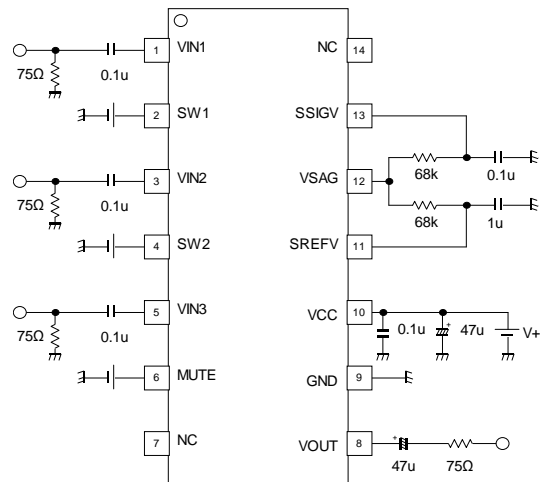 1 VIN1
75Ω 0.1u
2 SW1
3 VIN2
75Ω 0.1u
4 SW2
5 VIN3
75Ω 0.1u
6 MUTE
7 NC
NC 14
SSIGV 13
68k 0.1u
VSAG 12
68k 1u
SREFV 11
VCC 10
0.1u + 47u V+
GND 9
VOUT 8
+
47u 75Ω